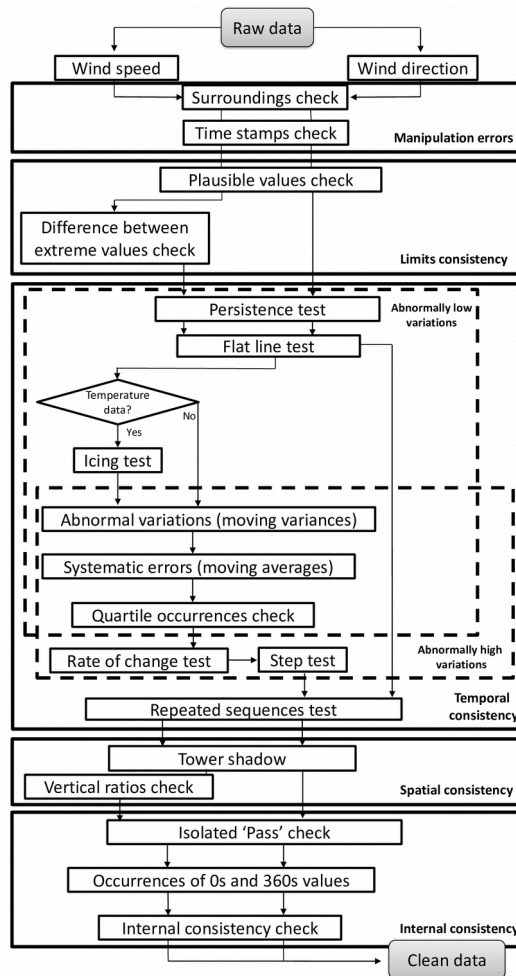 Raw data
Wind speed
Wind direction
Surroundings check
Time stamps check
Manipulation errors
Plausible values check
Difference between
extreme values check
Limits consistency
Persistence test
Abnormally low
variations
Flat line test
Temperature
data?
Yes
No
Icing test
Abnormal variations (moving variances)
Systematic errors (moving averages)
Quartile occurrences check
Abnormally high
variations
Rate of change test
Step test
Temporal
consistency
Repeated sequences test
Tower shadow
Vertical ratios check
Spatial consistency
Isolated ‘Pass’ check
Occurrences of 0s and 360s values
Internal consistency check
Internal consistency
Clean data